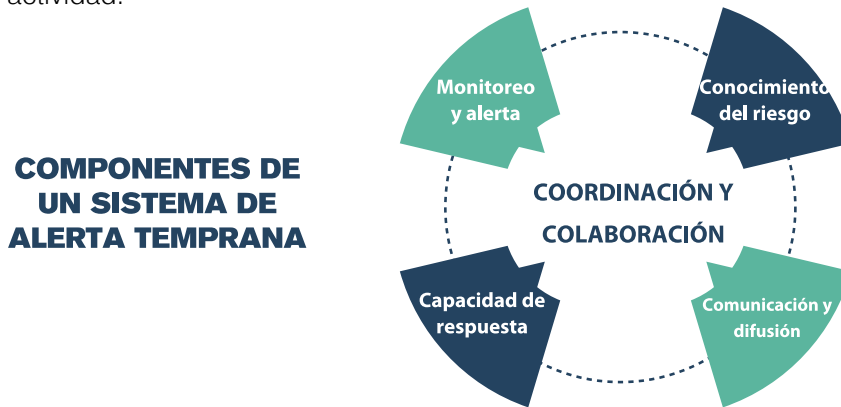 actividad.
COMPONENTES DE
UN SISTEMA DE
ALERTA TEMPRANA
Monitoreo
y alerta
Conocimiento
del riesgo
COORDINACIÓN Y
COLABORACIÓN
Capacidad de
respuesta
Comunicación y
difusión